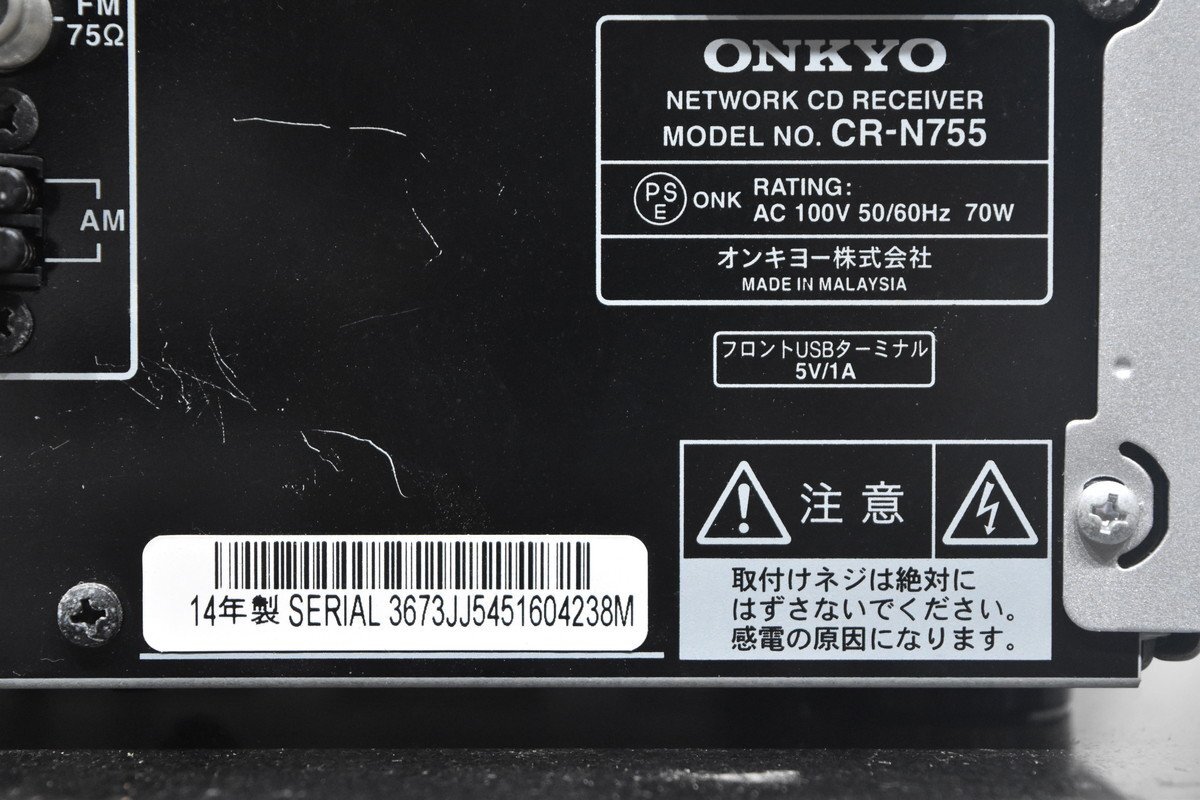 FM
75Ω
AM
ONKYO
NETWORK CD RECEIVER
MODEL NO. CR-N755
PSE ONK
RATING:
AC 100V 50/60Hz 70W
オンキヨー株式会社
MADE IN MALAYSIA
フロントUSBターミナル
5V/1A
注意
取付けネジは絶対に
はずさないでください。
感電の原因になります。
14年製 SERIAL 3673JJ5451604238M